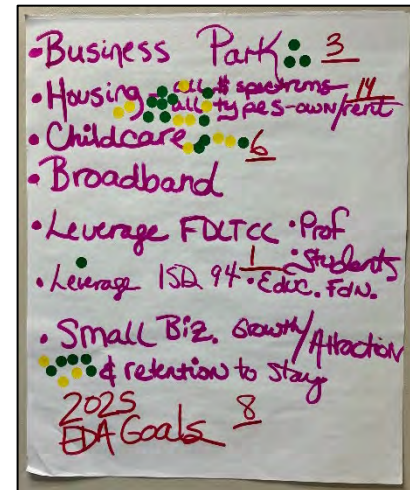 • Business Park 3
• Housing - all $ spectrums 14
all types - own/rent
• Childcare 6
• Broadband
• Leverage FDLTCC • Prof
• Students
• Leverage ISD 94 1 • Educ. Fdn.
• Small Biz. Growth/Attraction
& retention to stay
2025 8
EDA Goals